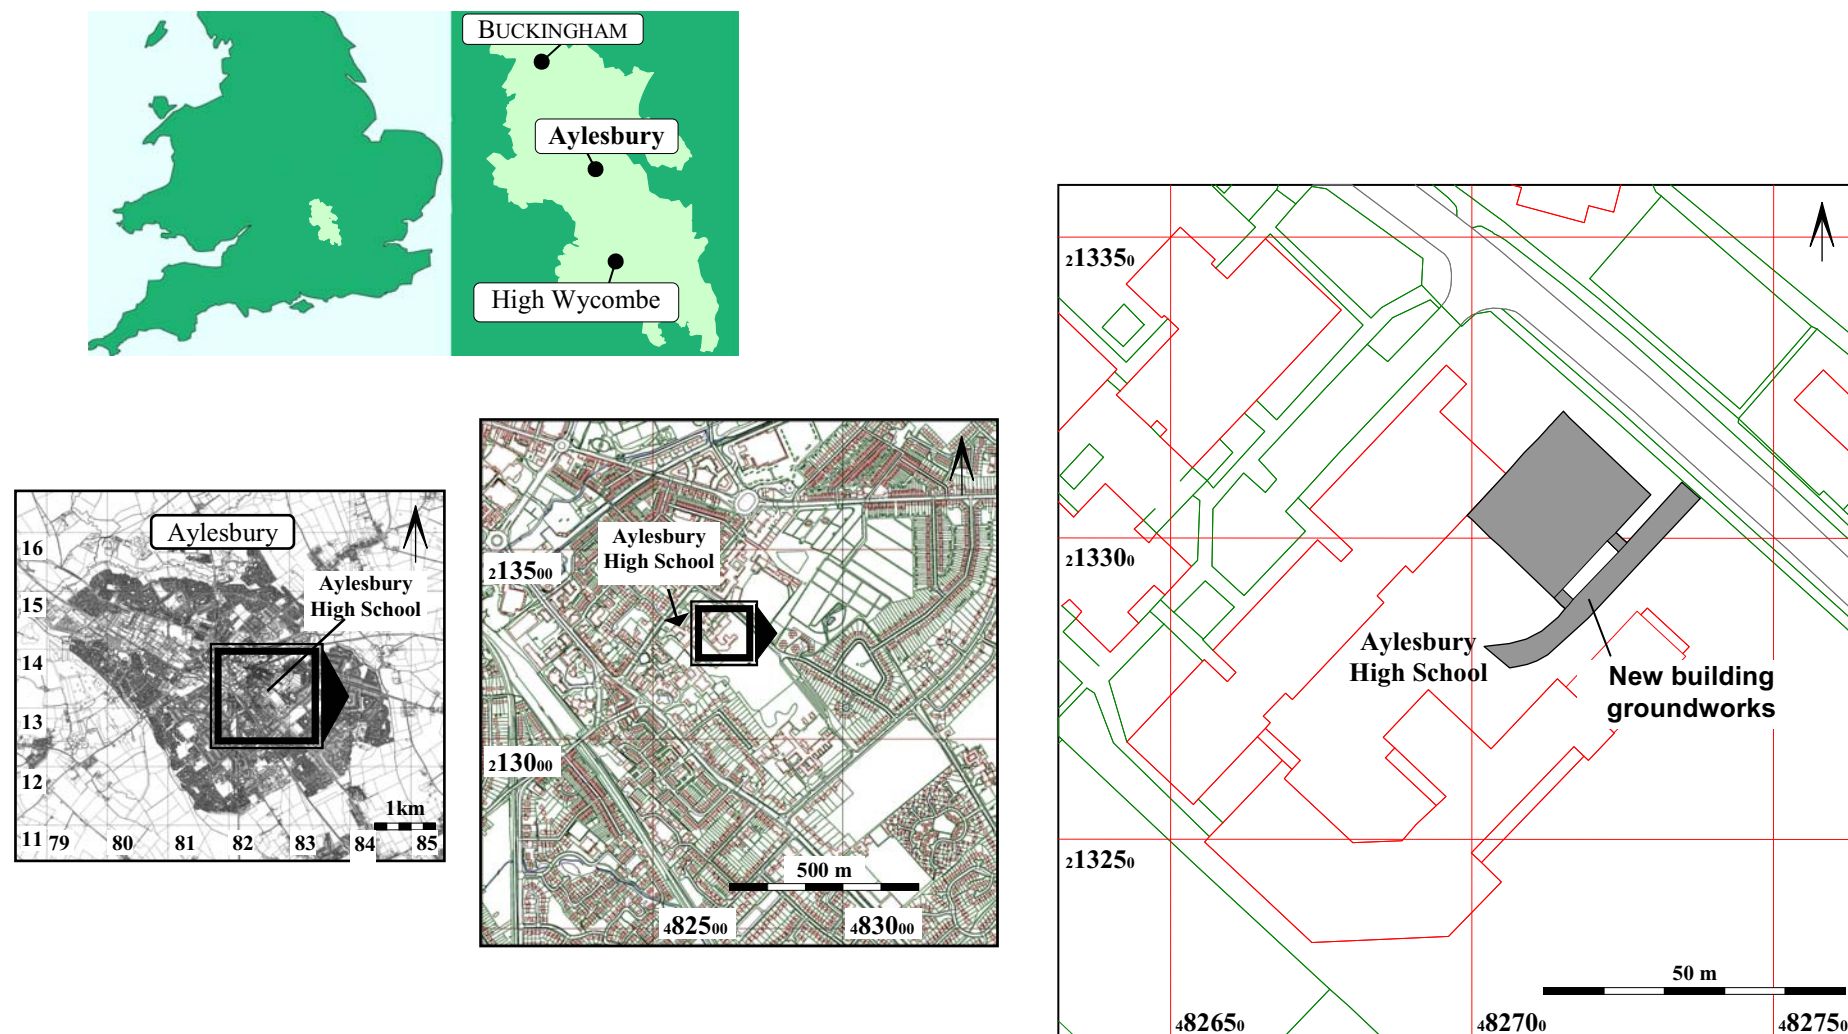 BUCKINGHAM
Aylesbury
High Wycombe
Aylesbury
Aylesbury
High School
16
15
14
13
12
11
79
80
81
82
83
84
85
1km
Aylesbury
High School
213500
213000
500 m
482500
483000
213350
213300
213250
Aylesbury
High School
New building
groundworks
50 m
482650
482700
482750